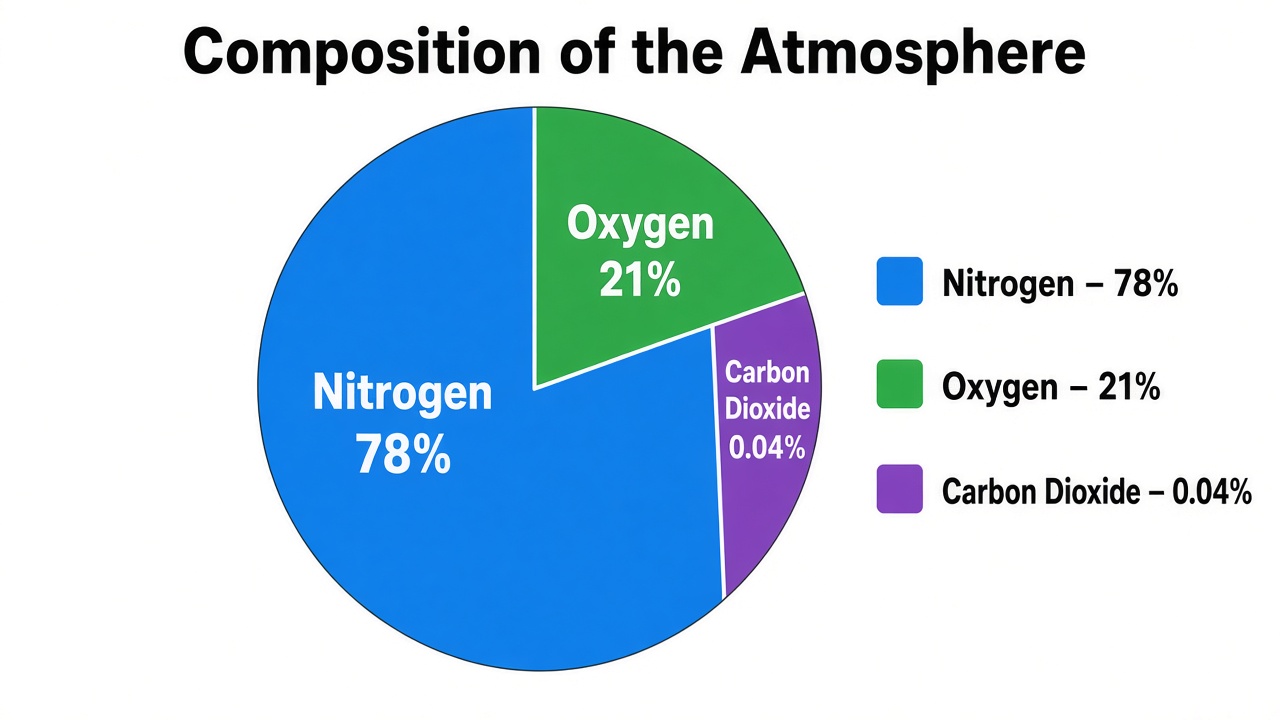 Composition of the Atmosphere
Oxygen
21%
Nitrogen
78%
Carbon
Dioxide
0.04%
Nitrogen – 78%
Oxygen – 21%
Carbon Dioxide – 0.04%